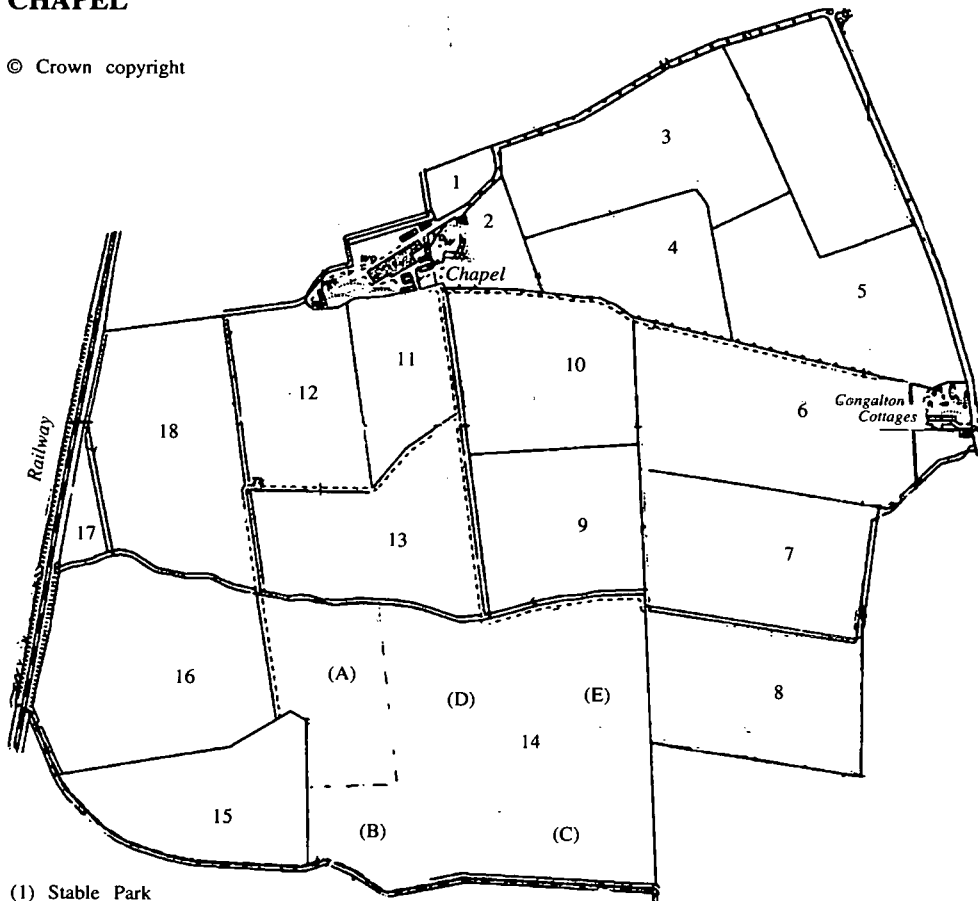 CHAPEL
© Crown copyright
1
2
3
4
5
Chapel
Railway
12
11
10
6
Congalton
Cottages
18
17
13
9
7
16
(A)
(D)
(E)
8
14
15
(B)
(C)
(1) Stable Park